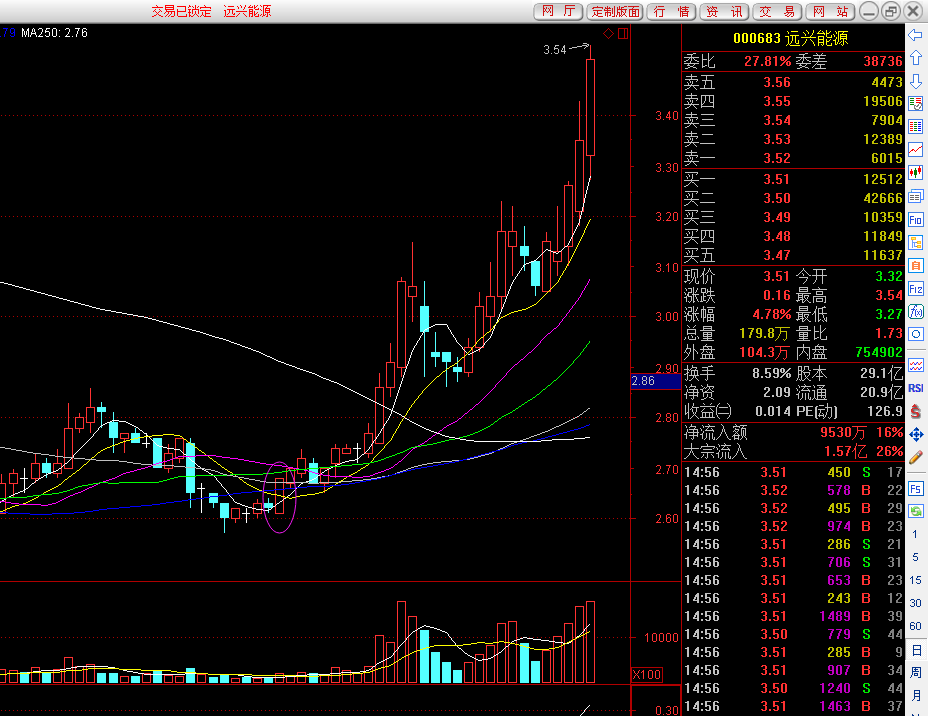 交易已锁定 远兴能源 网 厅 定制版面 行 情 资 讯 交 易 网 站
.79 MA250: 2.76
3.54
3.40
3.30
3.20
3.10
3.00
2.90
2.86
2.80
2.70
2.60
10000
X100
0.30
000683 远兴能源
委比 27.81% 委差 38736
卖五 3.56 4473
卖四 3.55 19506
卖三 3.54 7904
卖二 3.53 12389
卖一 3.52 6015
买一 3.51 12512
买二 3.50 42666
买三 3.49 10359
买四 3.48 11849
买五 3.47 11637
现价 3.51 今开 3.32
涨跌 0.16 最高 3.54
涨幅 4.78% 最低 3.27
总量 179.8万 量比 1.73
外盘 104.3万 内盘 754902
换手 8.59% 股本 29.1亿
净资 2.09 流通 20.9亿
收益㈡ 0.014 PE(动) 126.9
净流入额 9530万 16%
大宗流入 1.57亿 26%
14:56 3.51 450 S 17
14:56 3.52 578 B 22
14:56 3.52 495 B 29
14:56 3.52 974 B 23
14:56 3.51 286 S 21
14:56 3.51 706 S 31
14:56 3.51 653 B 23
14:56 3.51 243 B 12
14:56 3.51 1489 B 39
14:56 3.50 779 S 44
14:56 3.51 285 B 9
14:56 3.51 907 B 34
14:56 3.50 1240 S 44
14:56 3.51 1463 B 37
F10
自
F12
f(x)
RSI
$
F5
1
5
15
30
60
日
周
月